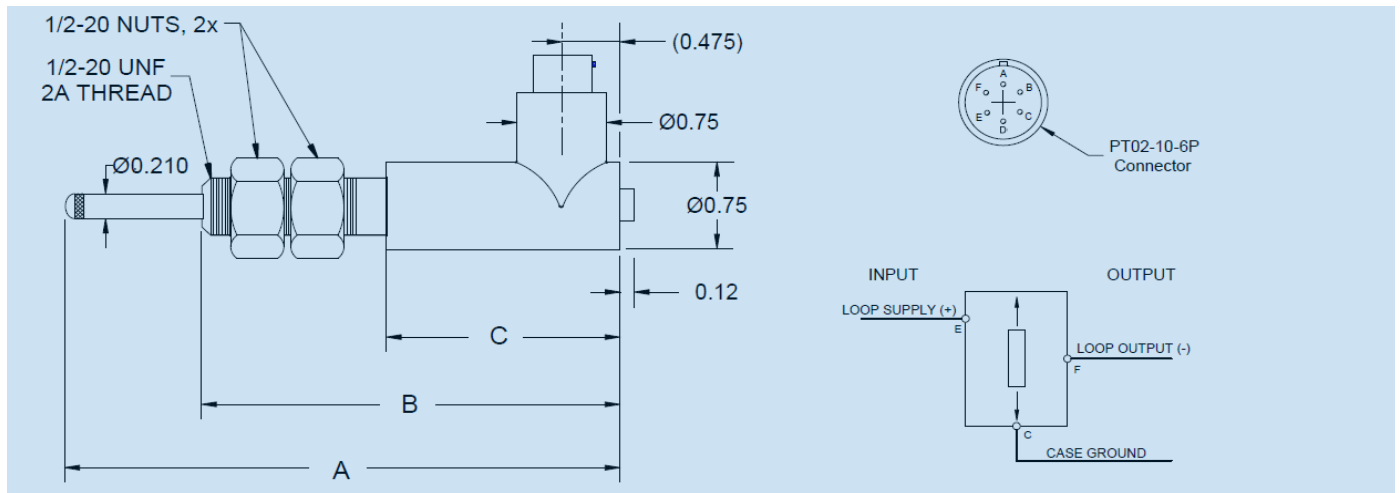 1/2-20 NUTS, 2x
1/2-20 UNF
2A THREAD
Ø0.210
(0.475)
Ø0.75
Ø0.75
0.12
C
B
A
A
F
B
E
C
D
PT02-10-6P
Connector
INPUT
OUTPUT
LOOP SUPPLY (+)
E
LOOP OUTPUT (-)
F
C
CASE GROUND